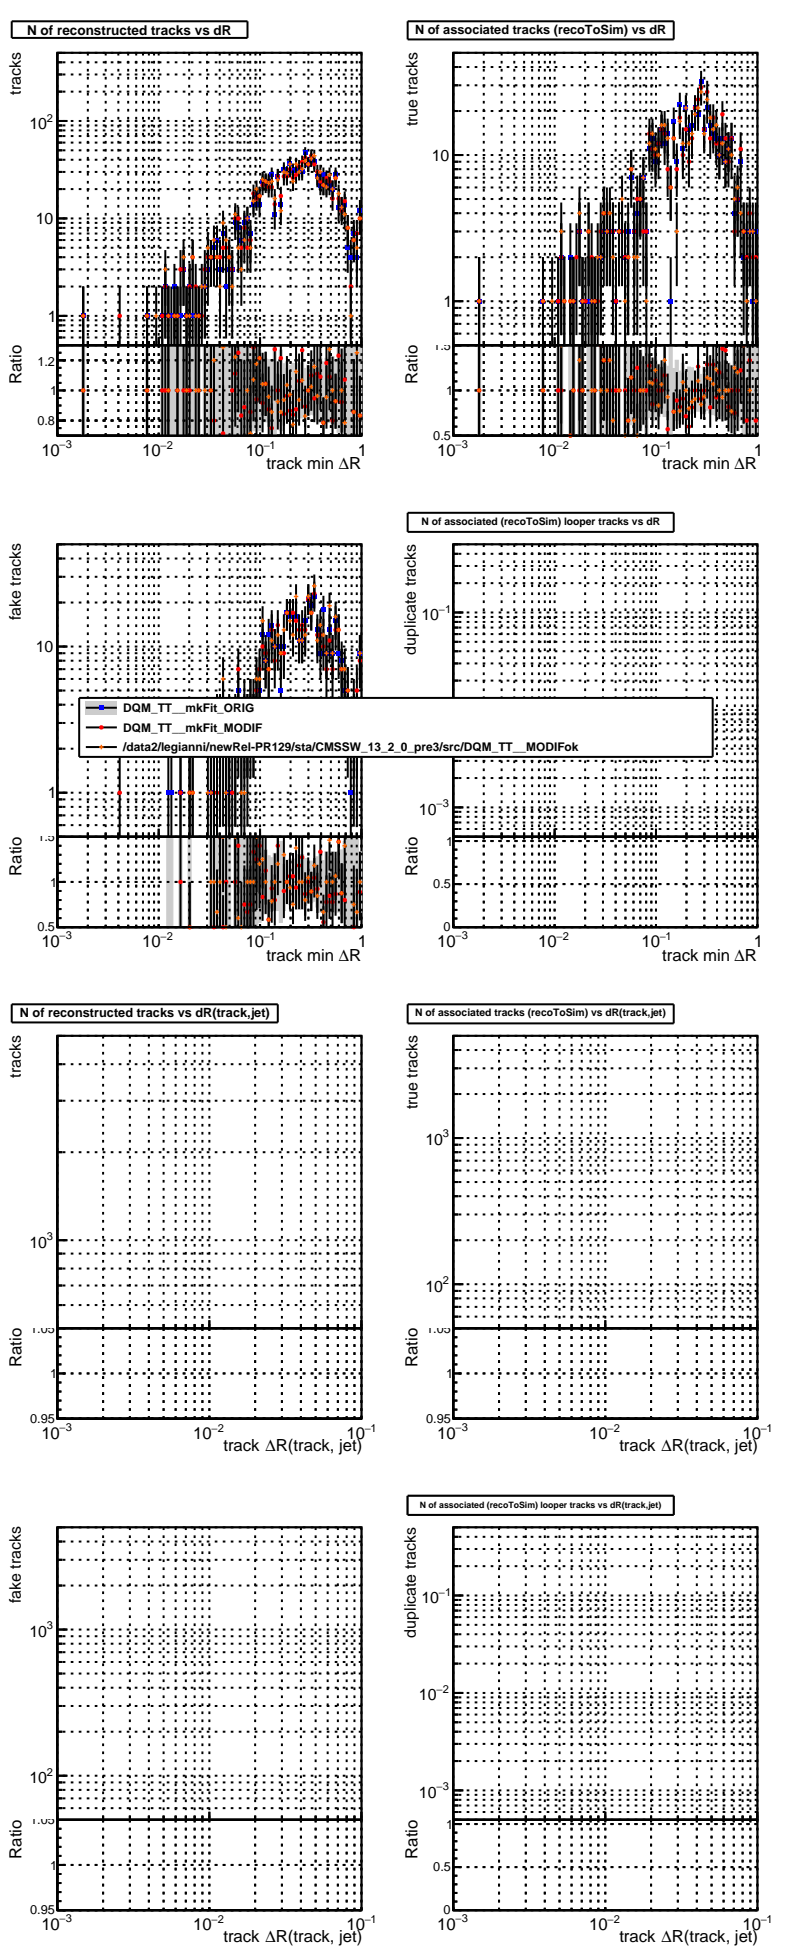 N of reconstructed tracks vs dR
tracks
10²
10
1
Ratio
1.2
1
0.8
10⁻³ 10⁻² 10⁻¹ 1
track min ΔR
N of associated tracks (recoToSim) vs dR
true tracks
10
1
Ratio
1.5
1
0.5
10⁻³ 10⁻² 10⁻¹ 1
track min ΔR
fake tracks
10
1
Ratio
1.5
1
0.5
10⁻³ 10⁻² 10⁻¹ 1
track min ΔR
N of associated (recoToSim) looper tracks vs dR
duplicate tracks
10⁻¹
10⁻³
Ratio
1
0.5
0
10⁻³ 10⁻² 10⁻¹ 1
track min ΔR
DQM_TT__mkFit_ORIG
DQM_TT__mkFit_MODIF
/data2/legianni/newRel-PR129/sta/CMSSW_13_2_0_pre3/src/DQM_TT__MODIFok
N of reconstructed tracks vs dR(track,jet)
tracks
10³
Ratio
1.05
1
0.95
10⁻³ 10⁻² 10⁻¹
track ΔR(track, jet)
N of associated tracks (recoToSim) vs dR(track,jet)
true tracks
10³
10²
Ratio
1.05
1
0.95
10⁻³ 10⁻² 10⁻¹
track ΔR(track, jet)
fake tracks
10³
10²
Ratio
1.05
1
0.95
10⁻³ 10⁻² 10⁻¹
track ΔR(track, jet)
N of associated (recoToSim) looper tracks vs dR(track,jet)
duplicate tracks
10⁻¹
10⁻²
10⁻³
Ratio
1
0.5
0
10⁻³ 10⁻² 10⁻¹
track ΔR(track, jet)